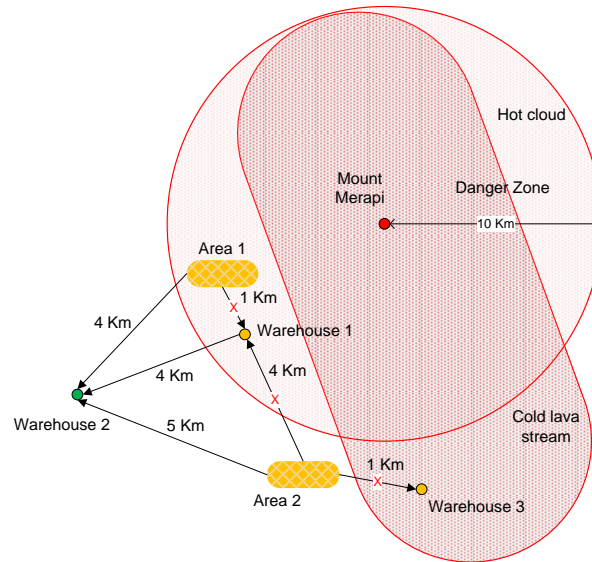 Hot cloud
Mount
Merapi
Danger Zone
10 Km
Area 1
X
1 Km
4 Km
Warehouse 1
4 Km
4 Km
X
Warehouse 2
5 Km
Cold lava
stream
1 Km
X
Area 2
Warehouse 3